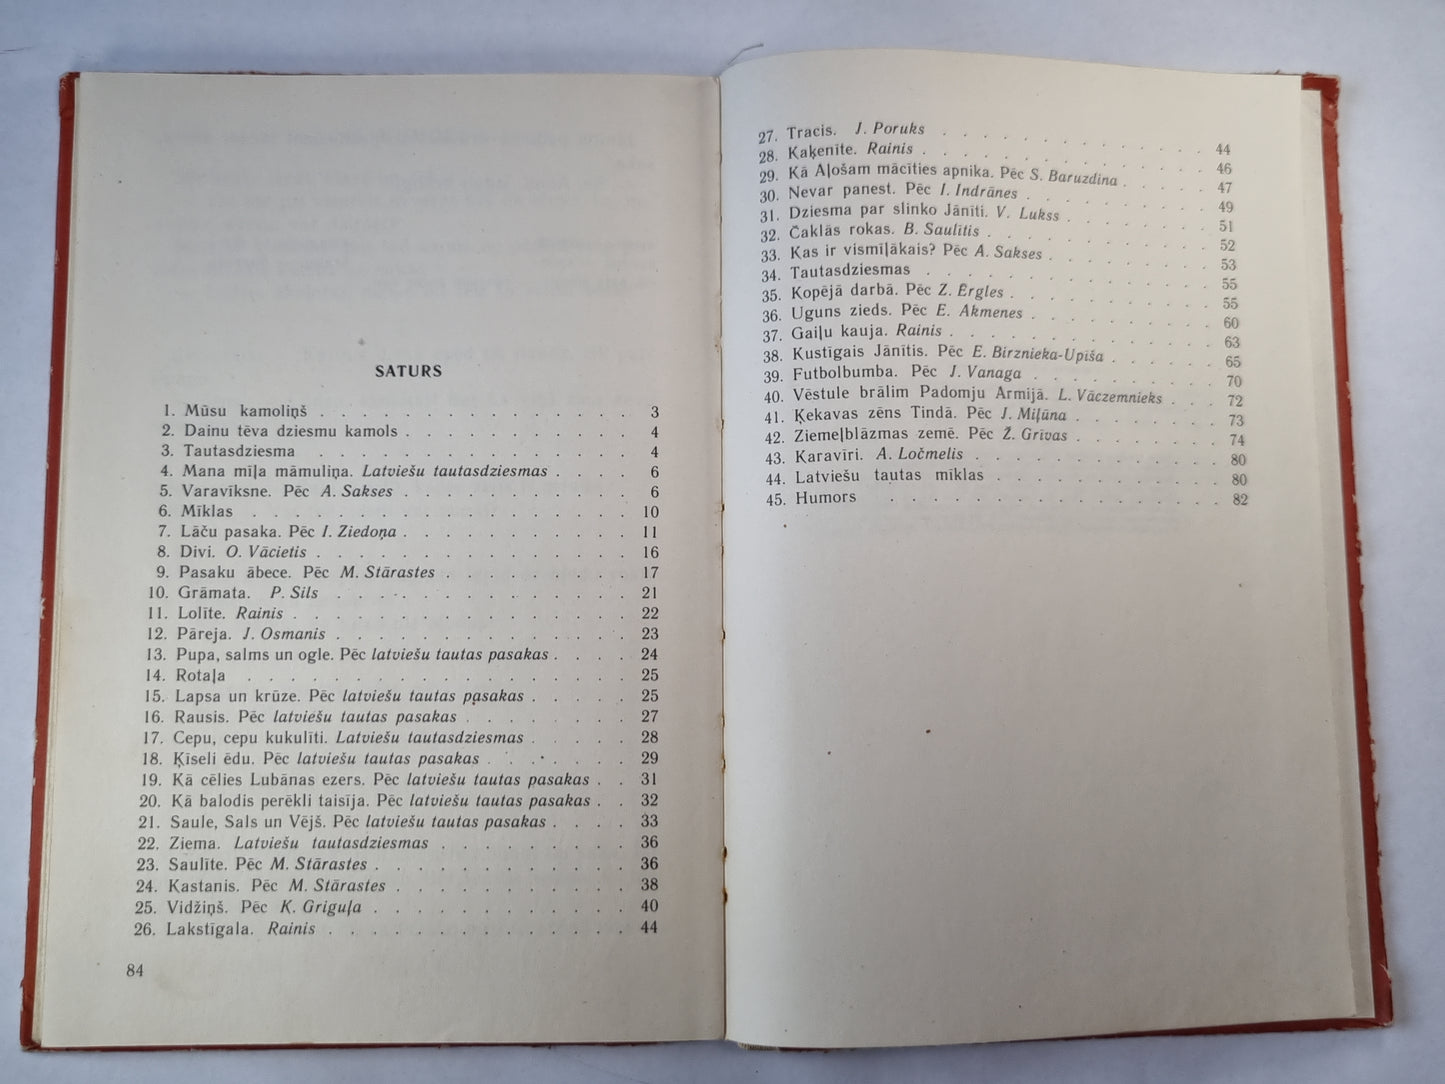 SATURS
1. Mūsu kamoliņš . . . . . . . . . . . . . . . 3
2. Dainu tēva dziesmu kamols . . . . . . . . . . . 4
3. Tautasdziesma . . . . . . . . . . . . . . 4
4. Mana mīļa māmuliņa. Latviešu tautasdziesmas . . . . 6
5. Varavīksne. Pēc A. Sakses . . . . . . . . . . . 6
6. Mīklas . . . . . . . . . . . . . . . . . 10
7. Lāču pasaka. Pēc I. Ziedoņa . . . . . . . . . . . 11
8. Divi. O. Vācietis . . . . . . . . . . . . . . 16
9. Pasaku ābece. Pēc M. Stārastes . . . . . . . . . 17
10. Grāmata. P. Sils . . . . . . . . . . . . . . 21
11. Lolīte. Rainis . . . . . . . . . . . . . . . 22
12. Pāreja. J. Osmanis . . . . . . . . . . . . . . 23
13. Pupa, salms un ogle. Pēc latviešu tautas pasakas . . . . 24
14. Rotaļa . . . . . . . . . . . . . . . . . . 25
15. Lapsa un krūze. Pēc latviešu tautas pasakas . . . . . 25
16. Rausis. Pēc latviešu tautas pasakas . . . . . . . . 27
17. Cepu, cepu kukulīti. Latviešu tautasdziesmas . . . . . 28
18. Ķīseli ēdu. Pēc latviešu tautas pasakas . . . . . . . 29
19. Kā cēlies Lubānas ezers. Pēc latviešu tautas pasakas . . 31
20. Kā balodis perēkli taisīja. Pēc latviešu tautas pasakas . . 32
21. Saule, Sals un Vējš. Pēc latviešu tautas pasakas . . . . 33
22. Ziema. Latviešu tautasdziesmas . . . . . . . . . 36
23. Saulīte. Pēc M. Stārastes . . . . . . . . . . . . 36
24. Kastanis. Pēc M. Stārastes . . . . . . . . . . . 38
25. Vidžiņš. Pēc K. Griguļa . . . . . . . . . . . . 40
26. Lakstīgala. Rainis . . . . . . . . . . . . . . 44
84
27. Tracis. J. Poruks . . . . . . . . . . . . . 44
28. Kaķenīte. Rainis . . . . . . . . . . . . . 46
29. Kā Aļošam mācīties apnika. Pēc S. Baruzdina . . . . 47
30. Nevar panest. Pēc I. Indrānes . . . . . . . . . 49
31. Dziesma par slinko Jānīti. V. Lukss . . . . . . . 51
32. Čaklās rokas. B. Saulītis . . . . . . . . . . . 52
33. Kas ir vismīļākais? Pēc A. Sakses . . . . . . . . 53
34. Tautasdziesmas . . . . . . . . . . . . . . 55
35. Kopējā darbā. Pēc Z. Ērgles . . . . . . . . . . 55
36. Uguns zieds. Pēc E. Akmenes . . . . . . . . . 60
37. Gaiļu kauja. Rainis . . . . . . . . . . . . . 63
38. Kustīgais Jānītis. Pēc E. Birznieka-Upīša . . . . . 65
39. Futbolbumba. Pēc J. Vanaga . . . . . . . . . 70
40. Vēstule brālim Padomju Armijā. L. Vāczemnieks . . . 72
41. Ķekavas zēns Tindā. Pēc J. Miļūna . . . . . . . 73
42. Ziemeļblāzmas zemē. Pēc Ž. Grīvas . . . . . . . 74
43. Karavīri. A. Ločmelis . . . . . . . . . . . . 80
44. Latviešu tautas mīklas . . . . . . . . . . . 80
45. Humors . . . . . . . . . . . . . . . 82